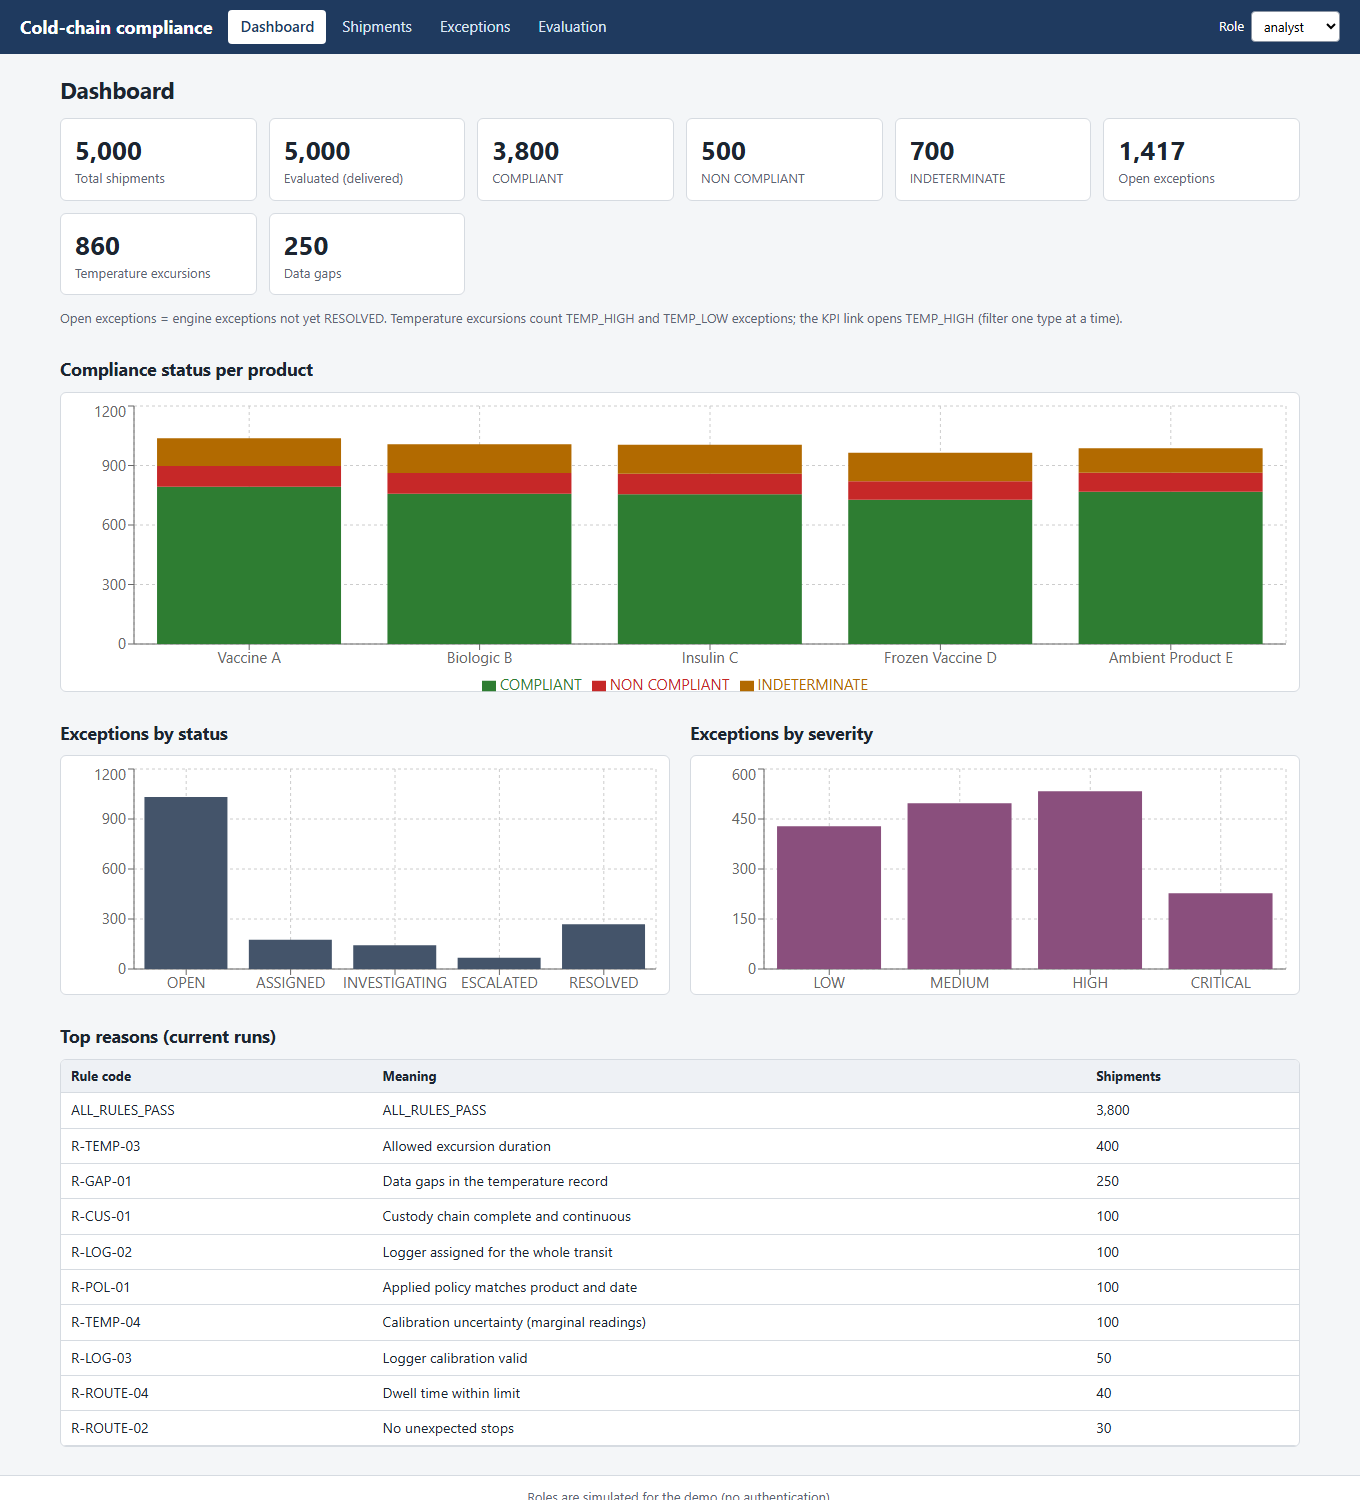 Cold-chain compliance Dashboard Shipments Exceptions Evaluation Role analyst
Dashboard
5,000 5,000 3,800 500 700 1,417
Total shipments Evaluated (delivered) COMPLIANT NON COMPLIANT INDETERMINATE Open exceptions
860 250
Temperature excursions Data gaps
Open exceptions = engine exceptions not yet RESOLVED. Temperature excursions count TEMP_HIGH and TEMP_LOW exceptions; the KPI link opens TEMP_HIGH (filter one type at a time).
Compliance status per product
1200
900
600
300
0
Vaccine A Biologic B Insulin C Frozen Vaccine D Ambient Product E
COMPLIANT NON COMPLIANT INDETERMINATE
Exceptions by status
1200
900
600
300
0
OPEN ASSIGNED INVESTIGATING ESCALATED RESOLVED
Exceptions by severity
600
450
300
150
0
LOW MEDIUM HIGH CRITICAL
Top reasons (current runs)
Rule code Meaning Shipments
ALL_RULES_PASS ALL_RULES_PASS 3,800
R-TEMP-03 Allowed excursion duration 400
R-GAP-01 Data gaps in the temperature record 250
R-CUS-01 Custody chain complete and continuous 100
R-LOG-02 Logger assigned for the whole transit 100
R-POL-01 Applied policy matches product and date 100
R-TEMP-04 Calibration uncertainty (marginal readings) 100
R-LOG-03 Logger calibration valid 50
R-ROUTE-04 Dwell time within limit 40
R-ROUTE-02 No unexpected stops 30
Roles are simulated for the demo (no authentication)